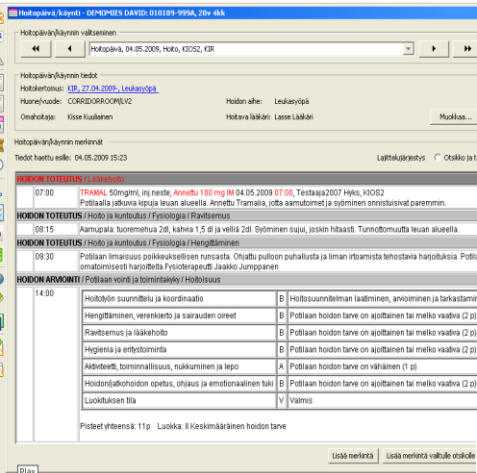 Hoitopäivän/käynti - DEMOMIES DAVID: 010109-999A, 20v 4kk
Hoitopäivän/käynnin valitseminen
Hoitopäivä, 04.05.2009, Hoito, KIOS2, KIR
Hoitopäivän/käynnin tiedot
Hoitokertomus: KIR, 27.04.2009-, Leukasyöpä
Huone/vuode: CORRIDORROOM/LV2 Hoidon aihe: Leukasyöpä
Omahoitaja: Kisse Kuuliainen Hoitava lääkäri: Lasse Lääkäri Muokkaa...
Hoitopäivän/käynnin merkinnät
Tiedot haettu esille: 04.05.2009 15:23 Lajittelujärjestys Otsikko ja
HOIDON TOTEUTUS / Lääkehoito
07:00 TRAMAL 50mg/ml, inj.neste; Annettu 100 mg IM 04.05.2009 07:00, Testaaja2007 Hyks, KIOS2
Potilaalla jatkuvia kipuja leuan alueella. Annettu Tramalia, jotta aamutoimet ja syöminen onnistuisivat paremmin.
HOIDON TOTEUTUS / Hoito ja kuntoutus / Fysiologia / Ravitsemus
08:15 Aamupala: tuoremehua 2dl, kahvia 1,5 dl ja velliä 2dl. Syöminen sujui, joskin hitaasti. Tunnottomuutta leuan alueella.
HOIDON TOTEUTUS / Hoito ja kuntoutus / Fysiologia / Hengittäminen
09:30 Potilaan limaisuus poikkeuksellisen runsasta. Ohjattu pulloon puhallusta ja liman irtoamista tehostavia harjoituksia.
omatoimisesti harjoitteita.Fysioterapeutti Jaakko Jumppanen
HOIDON ARVIOINTI / Potilaan vointi ja toimintakyky / Hoitoisuus
14:00
Hoitotyön suunnittelu ja koordinaatio B Hoitosuunnitelman laatiminen, arvioiminen ja tarkastamin
Hengittäminen, verenkierto ja sairauden oireet B Potilaan hoidon tarve on ajoittainen tai melko vaativa (2 p)
Ravitsemus ja lääkehoito B Potilaan hoidon tarve on ajoittainen tai melko vaativa (2 p)
Hygienia ja eritystoiminta B Potilaan hoidon tarve on ajoittainen tai melko vaativa (2 p)
Aktiviteetti, toiminnallisuus, nukkuminen ja lepo A Potilaan hoidon tarve on vähäinen (1 p)
Hoidon/jatkohoidon opetus, ohjaus ja emotionaalinen tuki B Potilaan hoidon tarve on ajoittainen tai melko vaativa (2 p)
Luokituksen tila V Valmis
Pisteet yhteensä: 11p Luokka: II Keskimääräinen hoidon tarve
Lisää merkintä Lisää merkintä valitulle otsikolle
Play